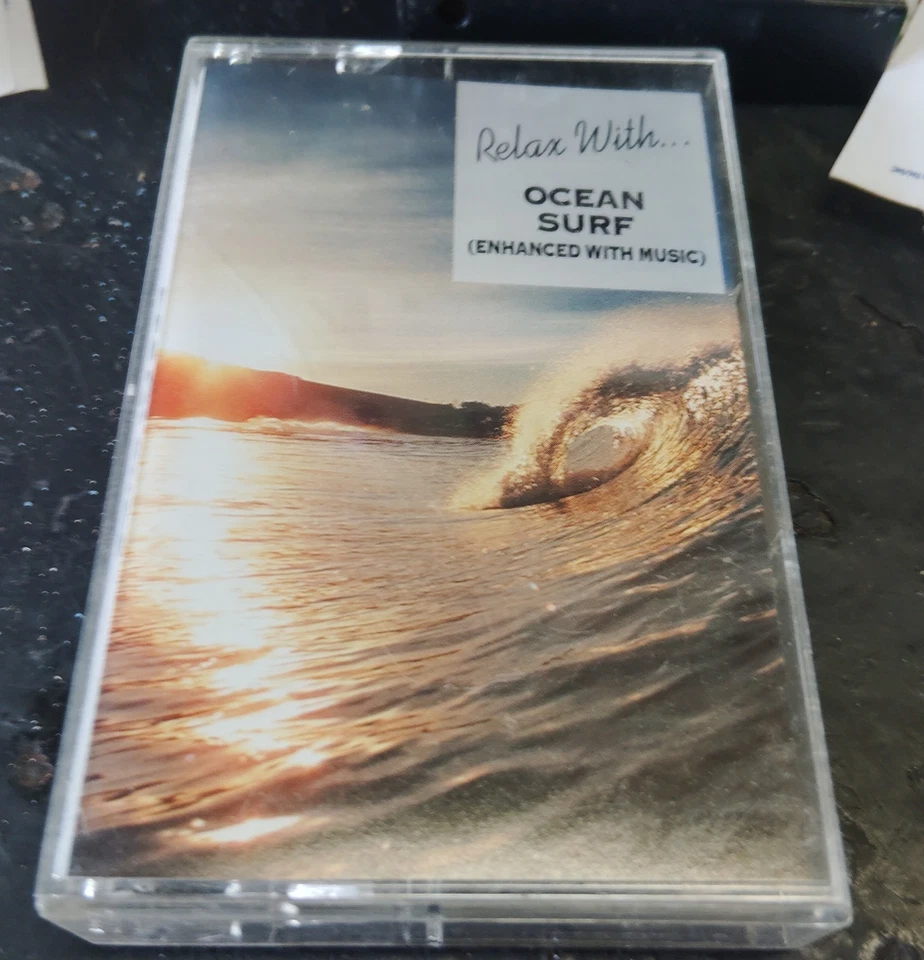 Relax With...
OCEAN
SURF
(ENHANCED WITH MUSIC)